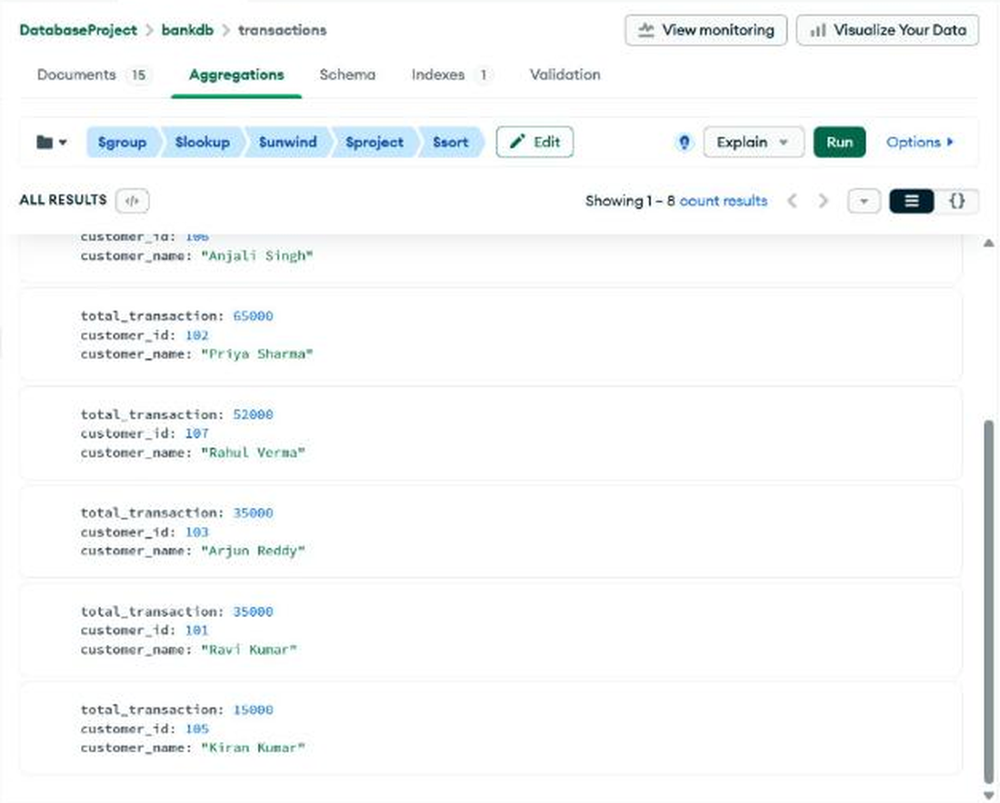 DatabaseProject > bankdb > transactions
View monitoring
Visualize Your Data
Documents 15 Aggregations Schema Indexes 1 Validation
$group $lookup $unwind $project $sort Edit Explain Run Options
ALL RESULTS </> Showing 1 – 8 count results {}
customer_id: 106
customer_name: "Anjali Singh"
total_transaction: 65000
customer_id: 102
customer_name: "Priya Sharma"
total_transaction: 52000
customer_id: 107
customer_name: "Rahul Verma"
total_transaction: 35000
customer_id: 103
customer_name: "Arjun Reddy"
total_transaction: 35000
customer_id: 101
customer_name: "Ravi Kumar"
total_transaction: 15000
customer_id: 105
customer_name: "Kiran Kumar"